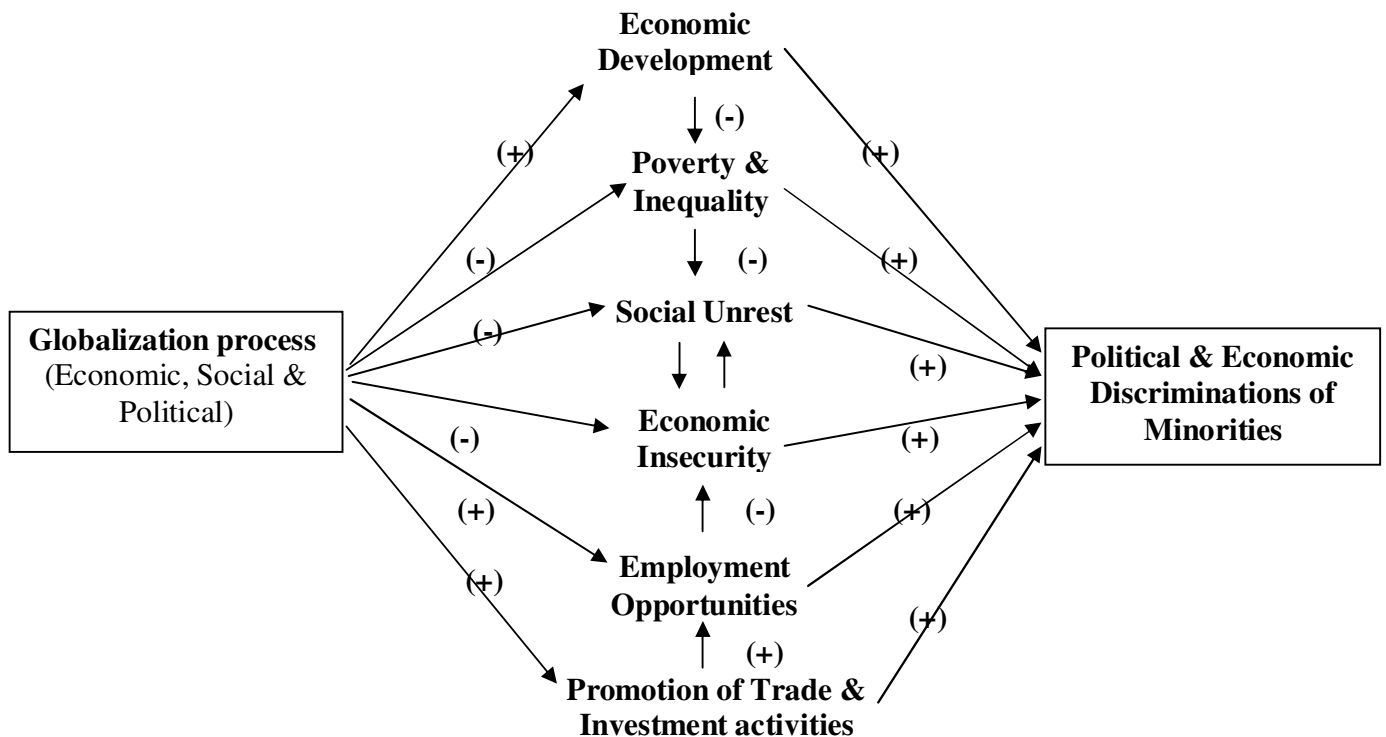 Economic
Development
(-)
(+)
(+)
Poverty &
Inequality
(-)
(-)
(+)
Social Unrest
(-)
Globalization process
(Economic, Social &
Political)
(+)
Political & Economic
Discriminations of
Minorities
Economic
Insecurity
(-)
(+)
(+)
(-)
(+)
Employment
Opportunities
(+)
(+)
(+)
Promotion of Trade &
Investment activities